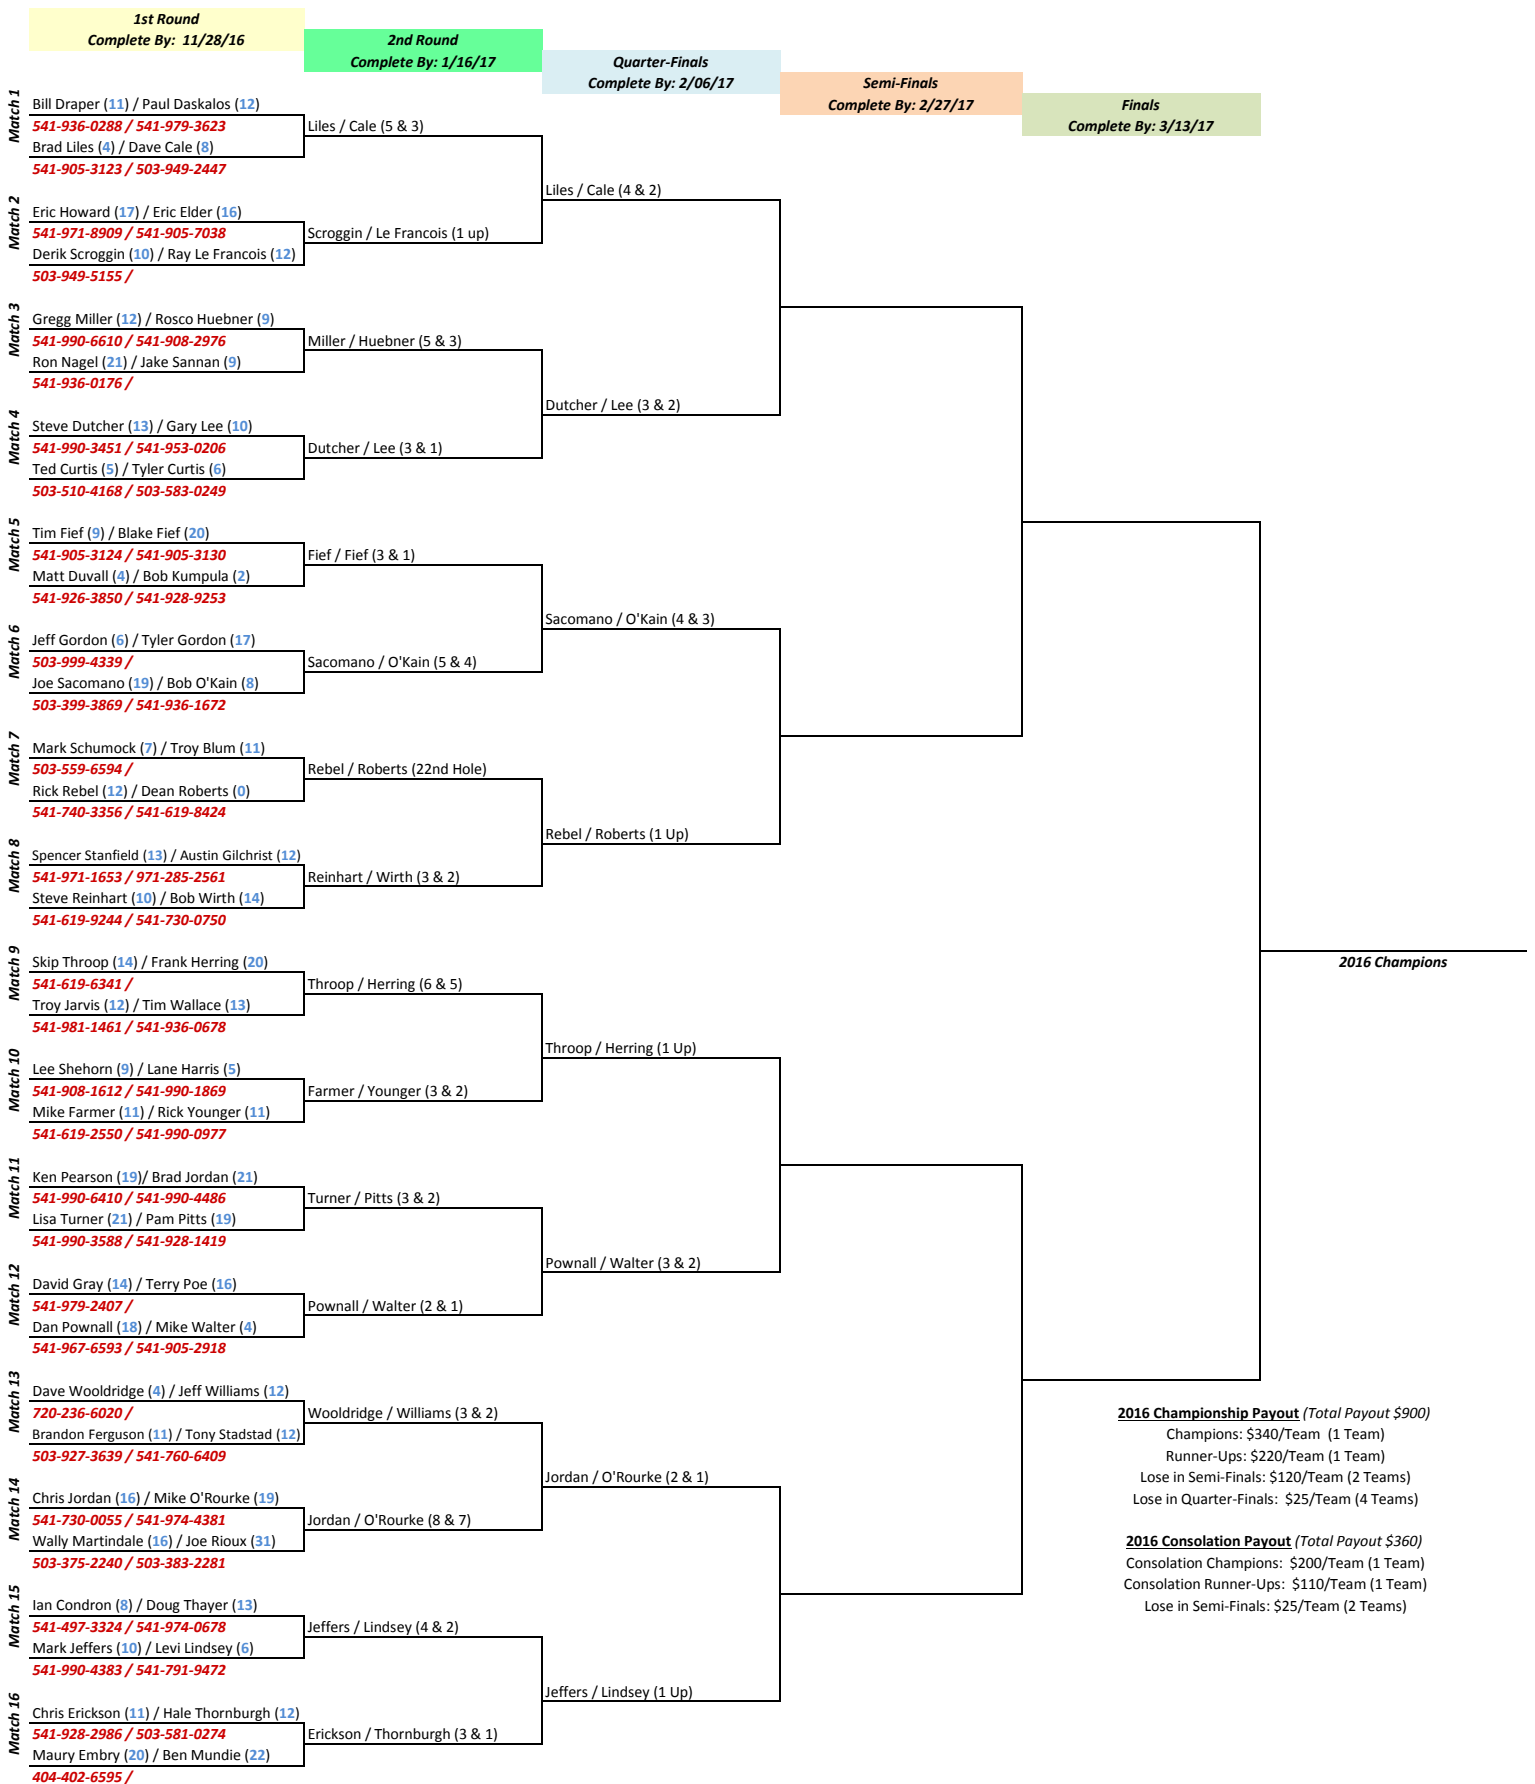 1st Round
Complete By:  11/28/16
2nd Round
Complete By: 1/16/17
Quarter-Finals
Complete By: 2/06/17
Semi-Finals
Complete By: 2/27/17
Finals
Complete By: 3/13/17
Match 1
Bill Draper (11) / Paul Daskalos (12)
541-936-0288 / 541-979-3623
Brad Liles (4) / Dave Cale (8)
541-905-3123 / 503-949-2447
Liles / Cale (5 & 3)
Match 2
Eric Howard (17) / Eric Elder (16)
541-971-8909 / 541-905-7038
Derik Scroggin (10) / Ray Le Francois (12)
503-949-5155 /
Scroggin / Le Francois (1 up)
Liles / Cale (4 & 2)
Match 3
Gregg Miller (12) / Rosco Huebner (9)
541-990-6610 / 541-908-2976
Ron Nagel (21) / Jake Sannan (9)
541-936-0176 /
Miller / Huebner (5 & 3)
Match 4
Steve Dutcher (13) / Gary Lee (10)
541-990-3451 / 541-953-0206
Ted Curtis (5) / Tyler Curtis (6)
503-510-4168 / 503-583-0249
Dutcher / Lee (3 & 1)
Dutcher / Lee (3 & 2)
Match 5
Tim Fief (9) / Blake Fief (20)
541-905-3124 / 541-905-3130
Matt Duvall (4) / Bob Kumpula (2)
541-926-3850 / 541-928-9253
Fief / Fief (3 & 1)
Match 6
Jeff Gordon (6) / Tyler Gordon (17)
503-999-4339 /
Joe Sacomano (19) / Bob O'Kain (8)
503-399-3869 / 541-936-1672
Sacomano / O'Kain (5 & 4)
Sacomano / O'Kain (4 & 3)
Match 7
Mark Schumock (7) / Troy Blum (11)
503-559-6594 /
Rick Rebel (12) / Dean Roberts (0)
541-740-3356 / 541-619-8424
Rebel / Roberts (22nd Hole)
Match 8
Spencer Stanfield (13) / Austin Gilchrist (12)
541-971-1653 / 971-285-2561
Steve Reinhart (10) / Bob Wirth (14)
541-619-9244 / 541-730-0750
Reinhart / Wirth (3 & 2)
Rebel / Roberts (1 Up)
Match 9
Skip Throop (14) / Frank Herring (20)
541-619-6341 /
Troy Jarvis (12) / Tim Wallace (13)
541-981-1461 / 541-936-0678
Throop / Herring (6 & 5)
2016 Champions
Match 10
Lee Shehorn (9) / Lane Harris (5)
541-908-1612 / 541-990-1869
Mike Farmer (11) / Rick Younger (11)
541-619-2550 / 541-990-0977
Farmer / Younger (3 & 2)
Throop / Herring (1 Up)
Match 11
Ken Pearson (19)/ Brad Jordan (21)
541-990-6410 / 541-990-4486
Lisa Turner (21) / Pam Pitts (19)
541-990-3588 / 541-928-1419
Turner / Pitts (3 & 2)
Match 12
David Gray (14) / Terry Poe (16)
541-979-2407 /
Dan Pownall (18) / Mike Walter (4)
541-967-6593 / 541-905-2918
Pownall / Walter (2 & 1)
Pownall / Walter (3 & 2)
Match 13
Dave Wooldridge (4) / Jeff Williams (12)
720-236-6020 /
Brandon Ferguson (11) / Tony Stadstad (12)
503-927-3639 / 541-760-6409
Wooldridge / Williams (3 & 2)
Match 14
Chris Jordan (16) / Mike O'Rourke (19)
541-730-0055 / 541-974-4381
Wally Martindale (16) / Joe Rioux (31)
503-375-2240 / 503-383-2281
Jordan / O'Rourke (8 & 7)
Jordan / O'Rourke (2 & 1)
Match 15
Ian Condron (8) / Doug Thayer (13)
541-497-3324 / 541-974-0678
Mark Jeffers (10) / Levi Lindsey (6)
541-990-4383 / 541-791-9472
Jeffers / Lindsey (4 & 2)
Match 16
Chris Erickson (11) / Hale Thornburgh (12)
541-928-2986 / 503-581-0274
Maury Embry (20) / Ben Mundie (22)
404-402-6595 /
Erickson / Thornburgh (3 & 1)
Jeffers / Lindsey (1 Up)
2016 Championship Payout (Total Payout $900)
Champions: $340/Team  (1 Team)
Runner-Ups: $220/Team (1 Team)
Lose in Semi-Finals: $120/Team (2 Teams)
Lose in Quarter-Finals:  $25/Team (4 Teams)
2016 Consolation Payout (Total Payout $360)
Consolation Champions:  $200/Team (1 Team)
Consolation Runner-Ups:  $110/Team (1 Team)
Lose in Semi-Finals: $25/Team (2 Teams)